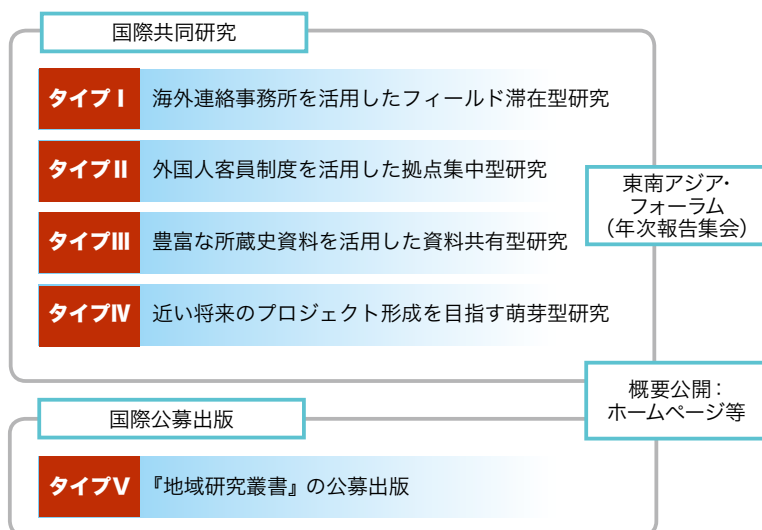 国際共同研究
タイプⅠ 海外連絡事務所を活用したフィールド滞在型研究
タイプⅡ 外国人客員制度を活用した拠点集中型研究
タイプⅢ 豊富な所蔵史資料を活用した資料共有型研究
タイプⅣ 近い将来のプロジェクト形成を目指す萌芽型研究
東南アジア・
フォーラム
（年次報告集会）
概要公開：
ホームページ等
国際公募出版
タイプⅤ 『地域研究叢書』の公募出版